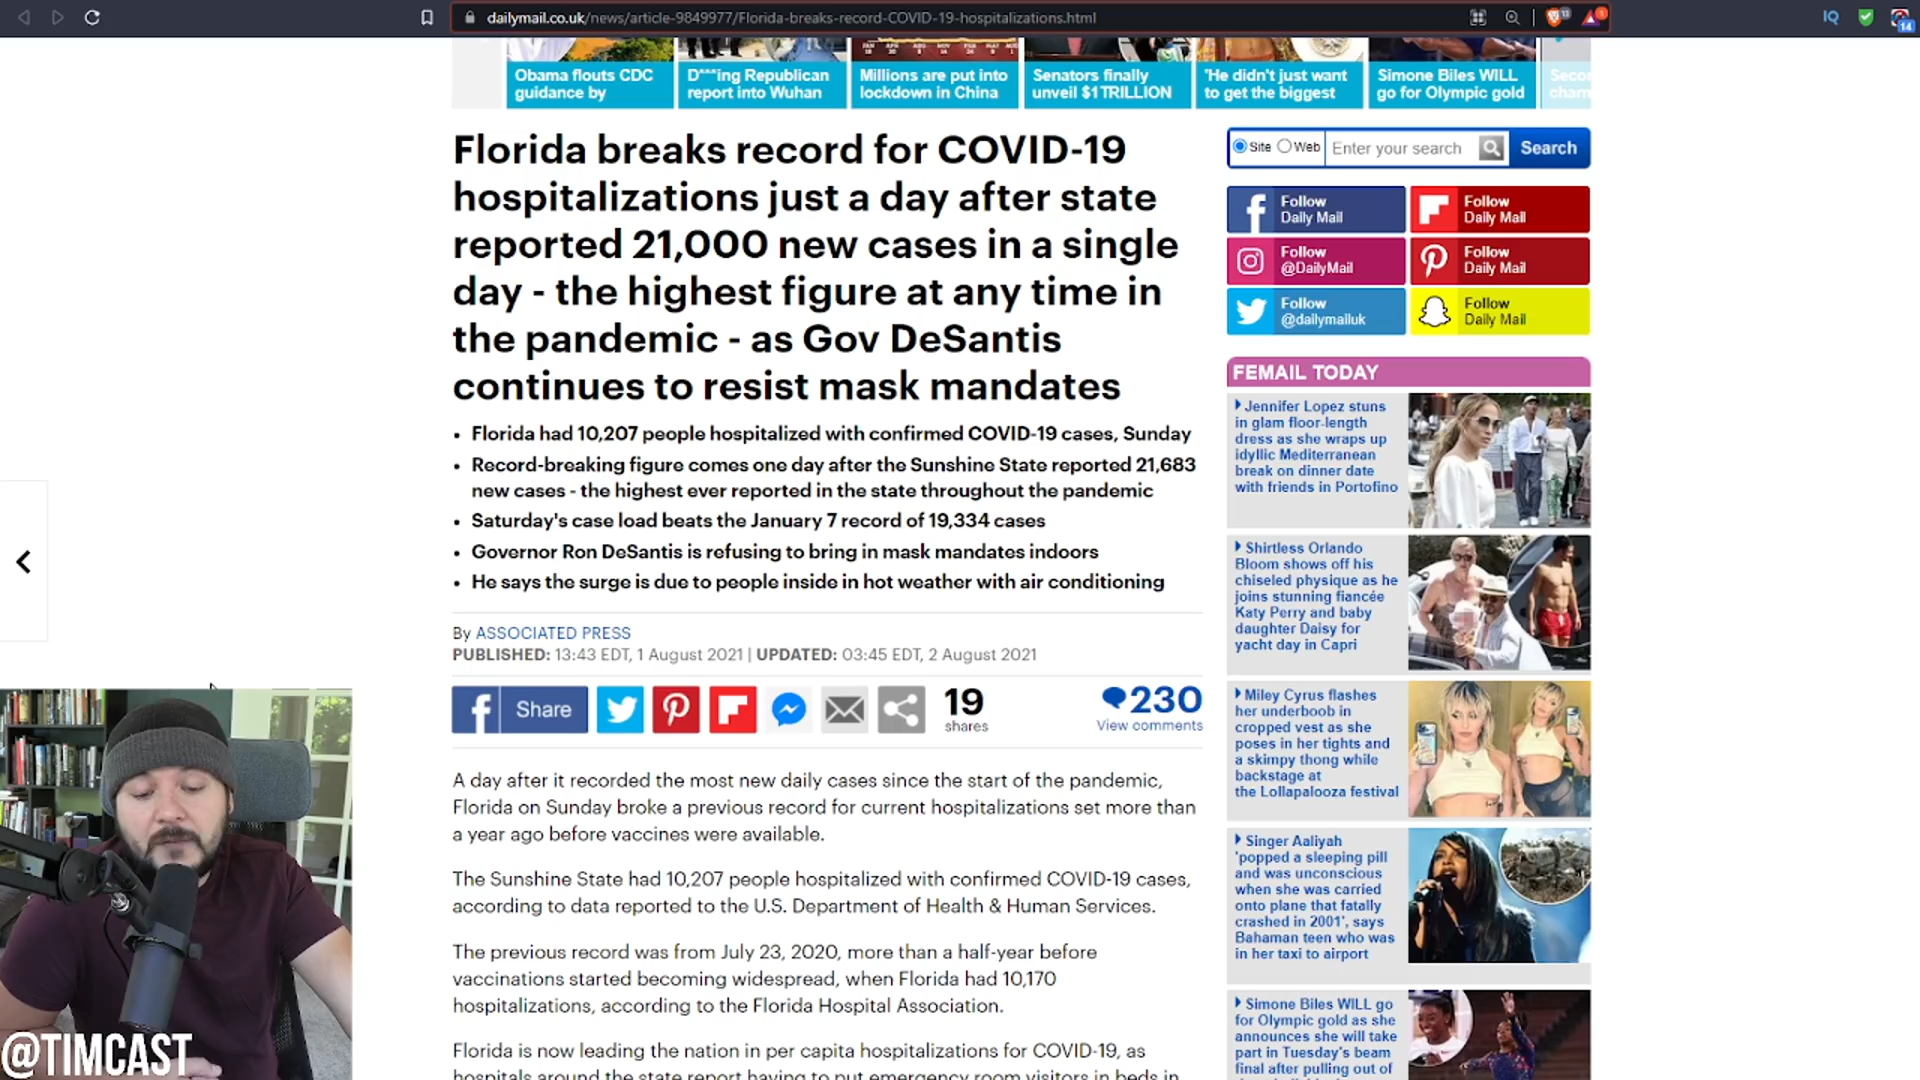 dailymail.co.uk/news/article-9849977/Florida-breaks-record-COVID-19-hospitalizations.html
IQ
14
Obama flouts CDC
guidance by
D***ing Republican
report into Wuhan
Millions are put into
lockdown in China
Senators finally
unveil $1TRILLION
'He didn't just want
to get the biggest
Simone Biles WILL
go for Olympic gold
Florida breaks record for COVID-19
hospitalizations just a day after state
reported 21,000 new cases in a single
day - the highest figure at any time in
the pandemic - as Gov DeSantis
continues to resist mask mandates
• Florida had 10,207 people hospitalized with confirmed COVID-19 cases, Sunday
• Record-breaking figure comes one day after the Sunshine State reported 21,683
new cases - the highest ever reported in the state throughout the pandemic
• Saturday's case load beats the January 7 record of 19,334 cases
• Governor Ron DeSantis is refusing to bring in mask mandates indoors
• He says the surge is due to people inside in hot weather with air conditioning
By ASSOCIATED PRESS
PUBLISHED: 13:43 EDT, 1 August 2021 | UPDATED: 03:45 EDT, 2 August 2021
Share
19
shares
230
View comments
A day after it recorded the most new daily cases since the start of the pandemic,
Florida on Sunday broke a previous record for current hospitalizations set more than
a year ago before vaccines were available.
The Sunshine State had 10,207 people hospitalized with confirmed COVID-19 cases,
according to data reported to the U.S. Department of Health & Human Services.
The previous record was from July 23, 2020, more than a half-year before
vaccinations started becoming widespread, when Florida had 10,170
hospitalizations, according to the Florida Hospital Association.
Florida is now leading the nation in per capita hospitalizations for COVID-19, as
hospitals around the state report having to put emergency room visitors in beds in
Site Web Enter your search Search
Follow
Daily Mail
Follow
Daily Mail
Follow
@DailyMail
Follow
Daily Mail
Follow
@dailymailuk
Follow
Daily Mail
FEMAIL TODAY
Jennifer Lopez stuns
in glam floor-length
dress as she wraps up
idyllic Mediterranean
break on dinner date
with friends in Portofino
Shirtless Orlando
Bloom shows off his
chiseled physique as he
joins stunning fiancée
Katy Perry and baby
daughter Daisy for
yacht day in Capri
Miley Cyrus flashes
her underboob in
cropped vest as she
poses in her tights and
a skimpy thong while
backstage at
the Lollapalooza festival
Singer Aaliyah
'popped a sleeping pill
and was unconscious
when she was carried
onto plane that fatally
crashed in 2001', says
Bahaman teen who was
in her taxi to airport
Simone Biles WILL go
for Olympic gold as she
announces she will take
part in Tuesday's beam
final after pulling out of
@TIMCAST